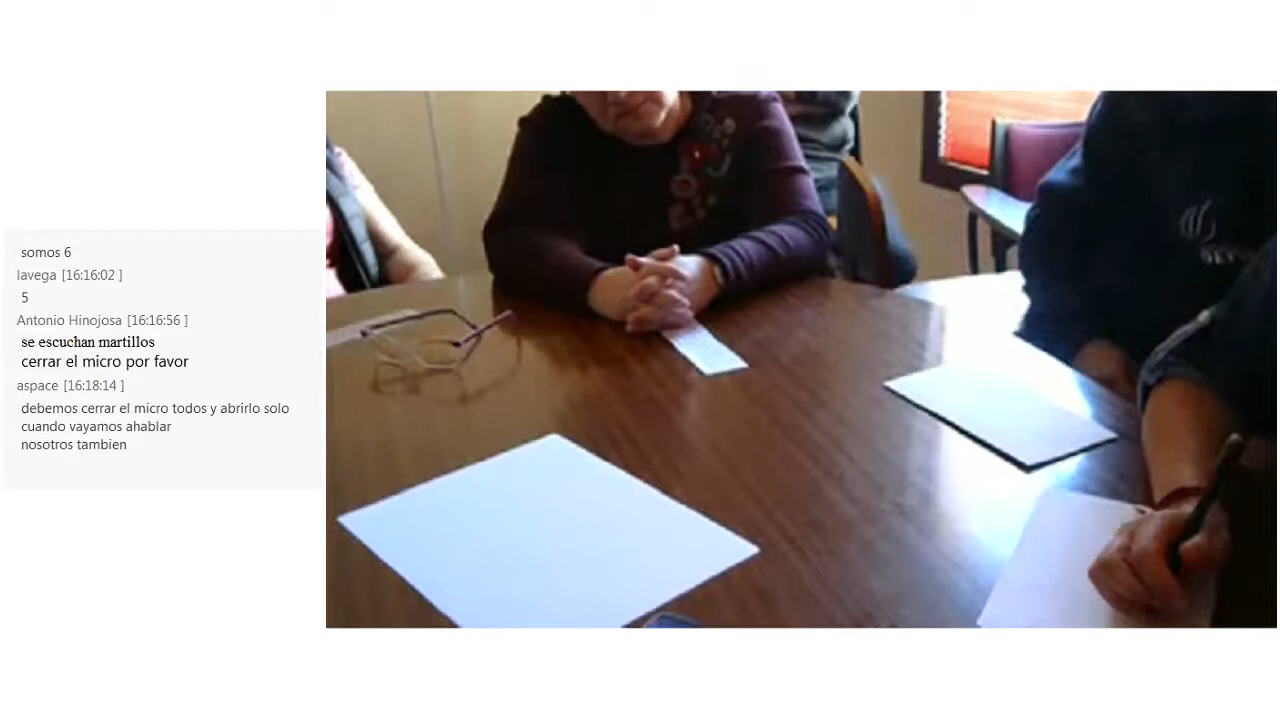 somos 6
lavega [16:16:02 ]
5
Antonio Hinojosa [16:16:56 ]
se escuchan martillos
cerrar el micro por favor
aspace [16:18:14 ]
debemos cerrar el micro todos y abrirlo solo
cuando vayamos ahablar
nosotros tambien